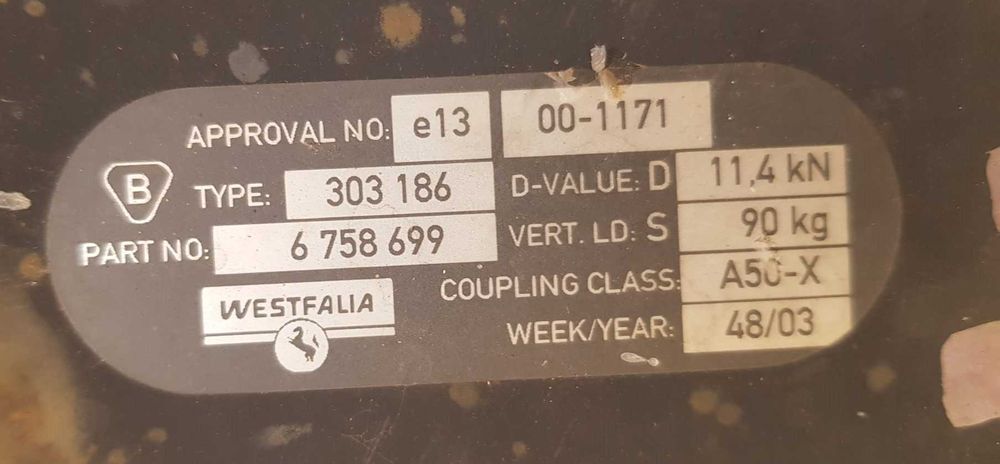 APPROVAL NO: e13 00-1171
B
TYPE: 303 186 D-VALUE: D 11,4 kN
PART NO: 6 758 699 VERT. LD: S 90 kg
COUPLING CLASS: A50-X
WESTFALIA
WEEK/YEAR: 48/03